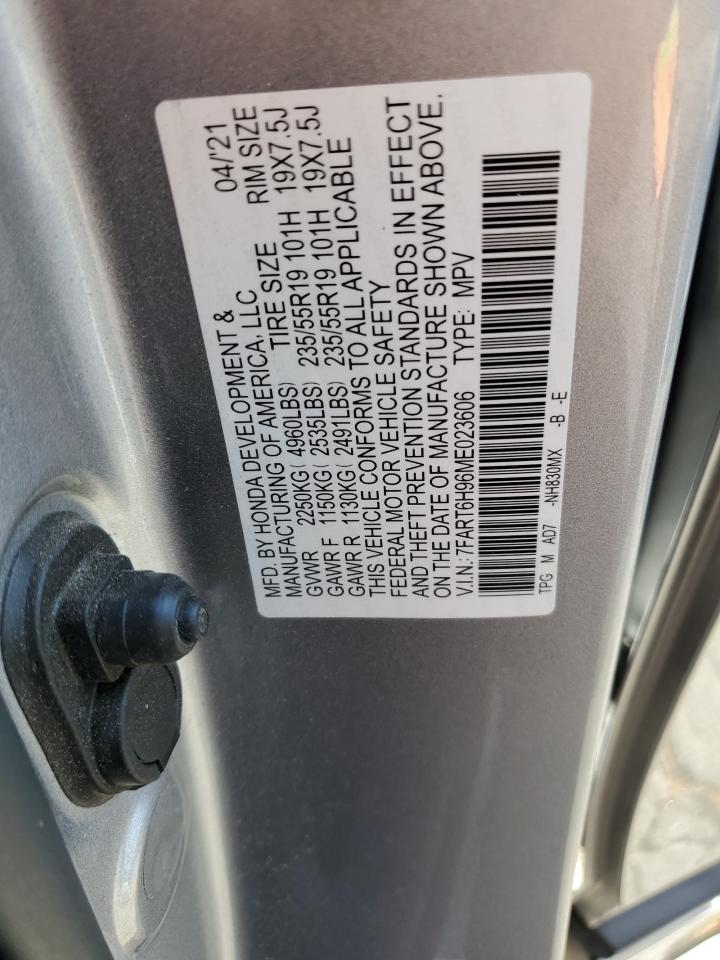 MFD. BY HONDA DEVELOPMENT & 04/'21
MANUFACTURING OF AMERICA, LLC
GVWR 2250KG( 4960LBS) TIRE SIZE RIM SIZE
GAWR F 1150KG( 2535LBS) 235/55R19 101H 19X7.5J
GAWR R 1130KG( 2491LBS) 235/55R19 101H 19X7.5J
THIS VEHICLE CONFORMS TO ALL APPLICABLE
FEDERAL MOTOR VEHICLE SAFETY
AND THEFT PREVENTION STANDARDS IN EFFECT
ON THE DATE OF MANUFACTURE SHOWN ABOVE.
V.I.N: 7FART6H96ME023606 TYPE: MPV
TPG M AD7 -NH830MX -B -E